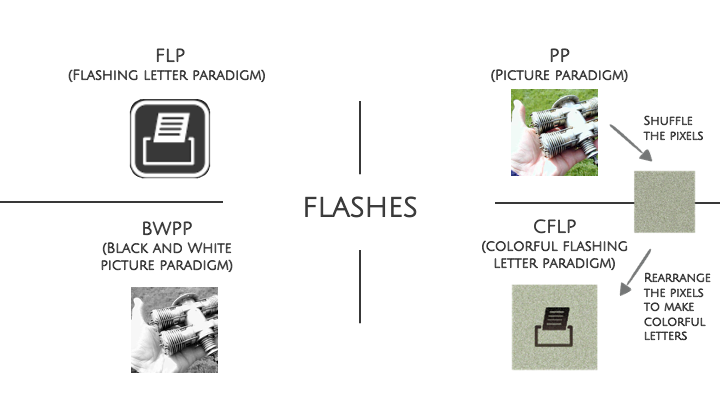 FLP
(Flashing letter paradigm)
PP
(Picture paradigm)
Shuffle
the pixels
FLASHES
BWPP
(Black and White
picture paradigm)
CFLP
(colorful flashing
letter paradigm)
Rearrange
the pixels
to make
colorful
letters